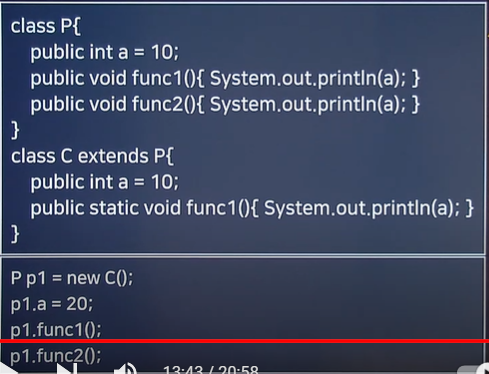 class P{
public int a = 10;
public void func1(){ System.out.println(a); }
public void func2(){ System.out.println(a); }
}
class C extends P{
public int a = 10;
public static void func1(){ System.out.println(a); }
}
P p1 = new C();
p1.a = 20;
p1.func1();
p1.func2();
13:43 / 20:58